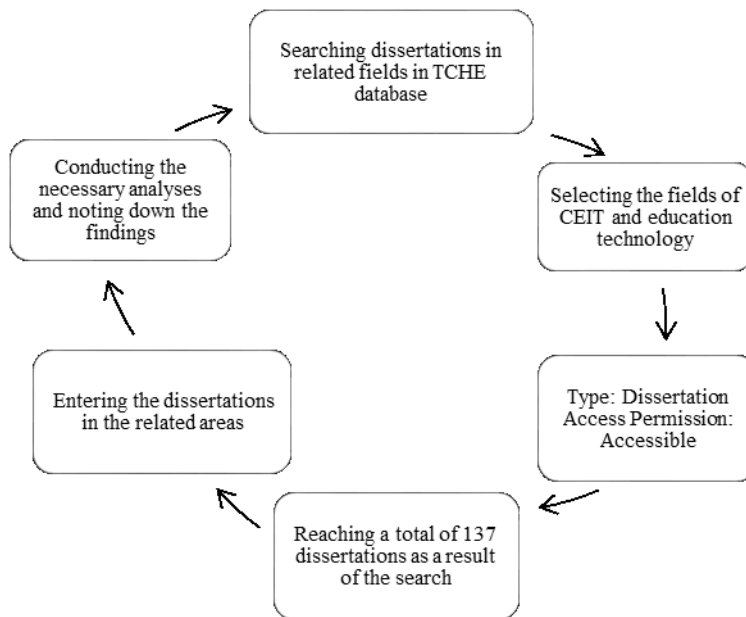 Searching dissertations in
related fields in TCHE
database
Selecting the fields of
CEIT and education
technology
Type: Dissertation
Access Permission:
Accessible
Reaching a total of 137
dissertations as a result
of the search
Entering the dissertations
in the related areas
Conducting the
necessary analyses
and noting down the
findings